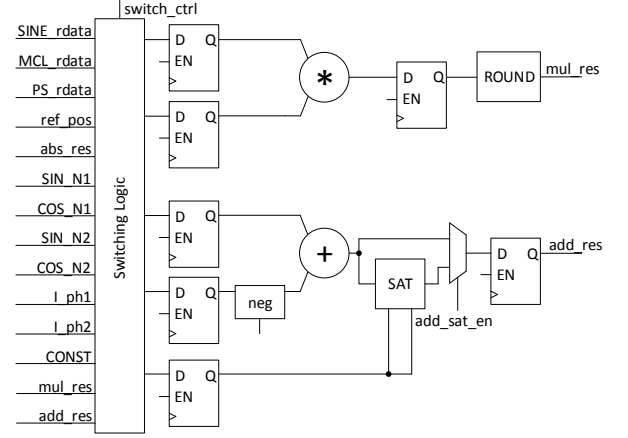 switch_ctrl
SINE_rdata
MCL_rdata
PS_rdata
ref_pos
abs_res
SIN_N1
COS_N1
SIN_N2
COS_N2
I_ph1
I_ph2
CONST
mul_res
add_res
Switching Logic
D Q
EN
D Q
EN
*
D Q
EN
ROUND
mul_res
D Q
EN
D Q
EN
neg
+
SAT
add_sat_en
D Q
EN
add_res
D Q
EN